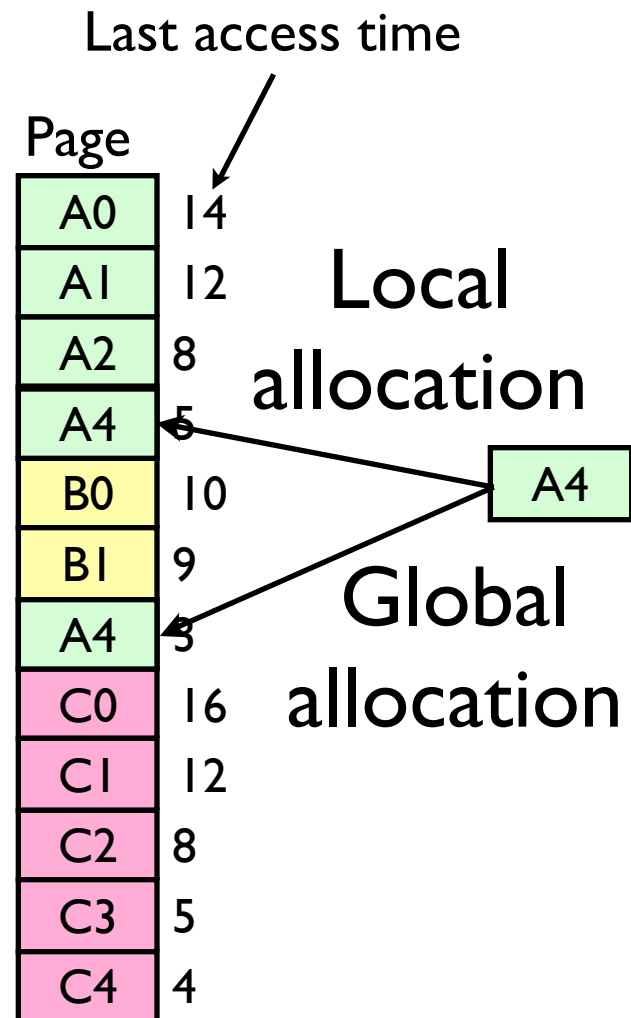 Last access time
Page
A0 14
A1 12
A2 8
A4 5
B0 10
B1 9
A4 3
C0 16
C1 12
C2 8
C3 5
C4 4
Local
allocation
A4
Global
allocation